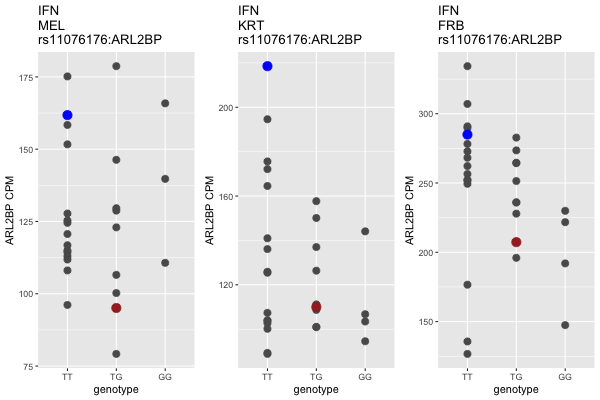 IFN
MEL
rs11076176:ARL2BP
ARL2BP CPM
175
150
125
100
75
TT
TG
GG
genotype
IFN
KRT
rs11076176:ARL2BP
ARL2BP CPM
200
160
120
TT
TG
GG
genotype
IFN
FRB
rs11076176:ARL2BP
ARL2BP CPM
300
250
200
150
TT
TG
GG
genotype